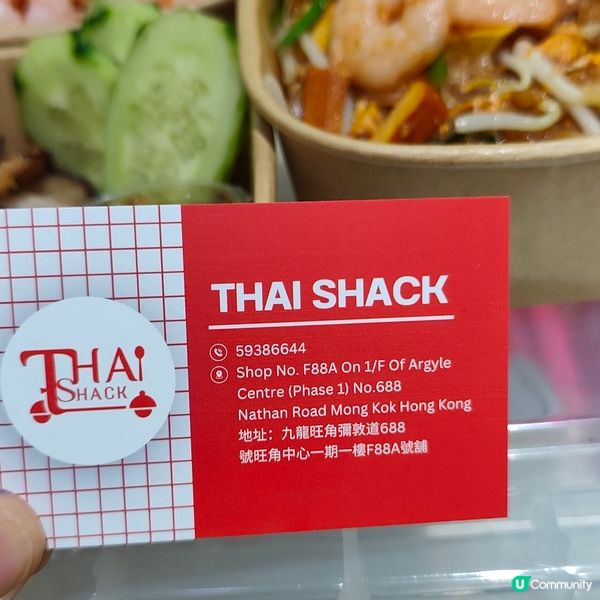 THAI
SHACK
THAI SHACK
59386644
Shop No. F88A On 1/F Of Argyle
Centre (Phase 1) No.688
Nathan Road Mong Kok Hong Kong
地址：九龍旺角彌敦道688
號旺角中心一期一樓F88A號舖
U Community